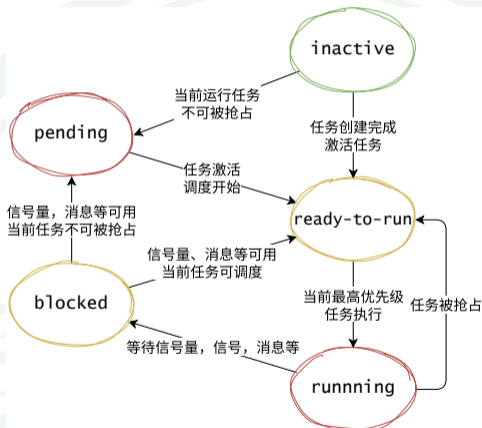 inactive
当前运行任务
不可被抢占
pending
任务创建完成
激活任务
任务激活
调度开始
信号量，消息等可用
当前任务不可被抢占
ready-to-run
信号量、消息等可用
当前任务可调度
blocked
当前最高优先级
任务执行
任务被抢占
等待信号量，信号，消息等
runnning